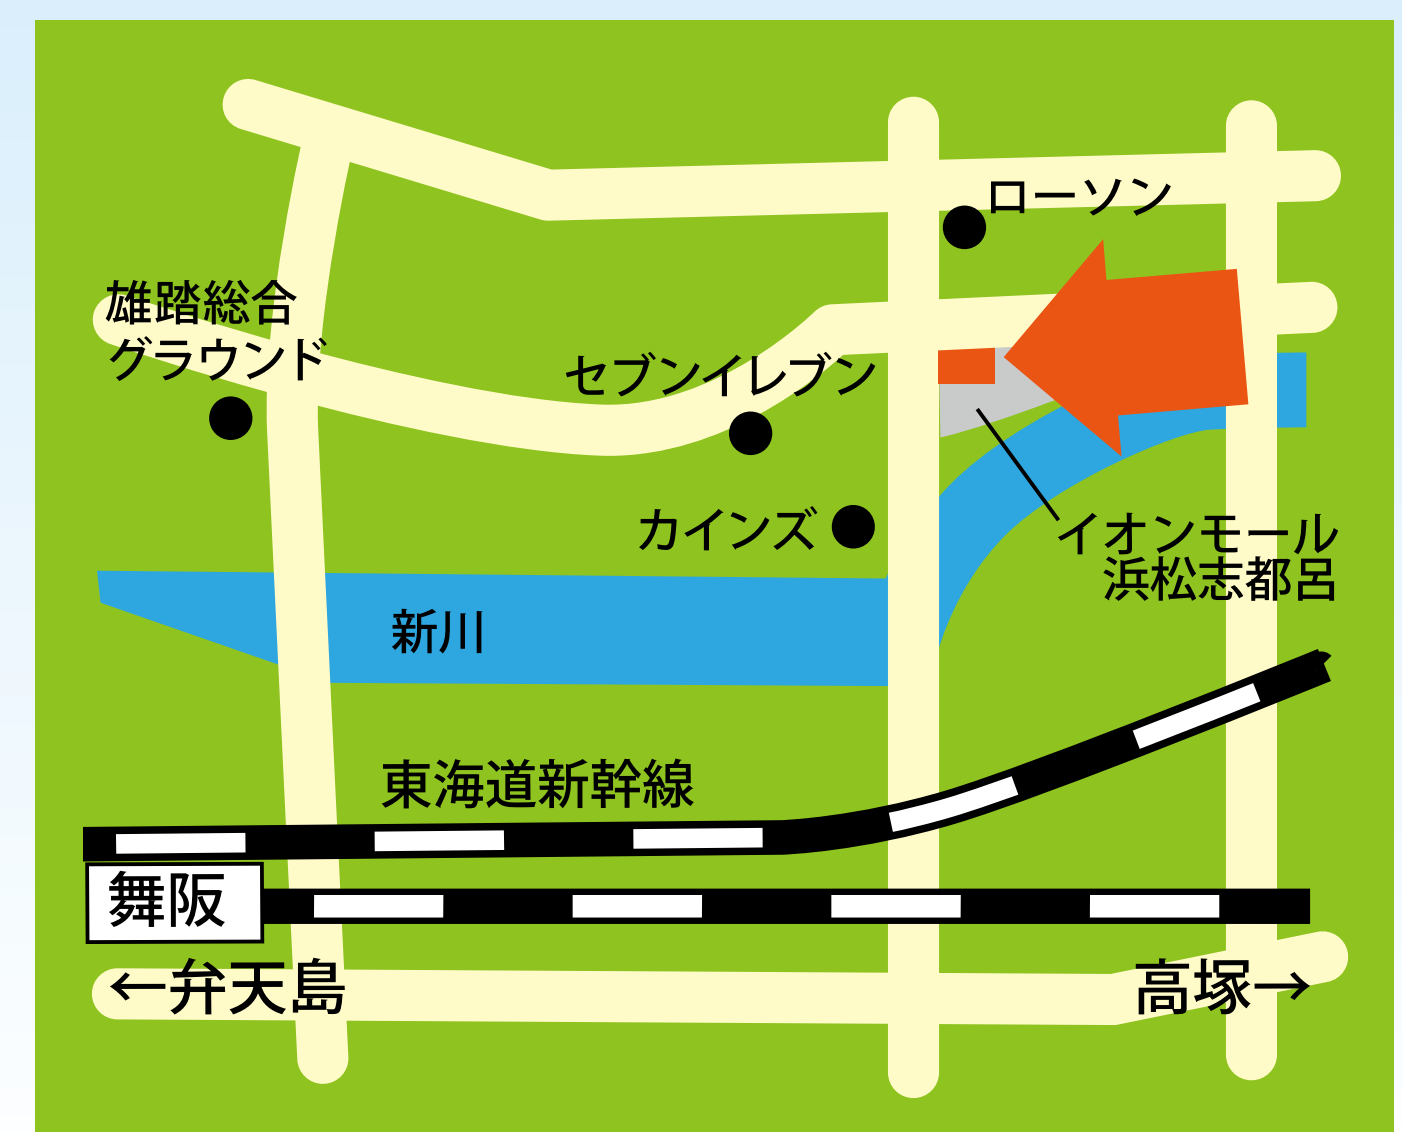 ローソン
雄踏総合
グラウンド
セブンイレブン
カインズ
イオンモール
浜松志都呂
新川
東海道新幹線
舞阪
←弁天島
高塚→